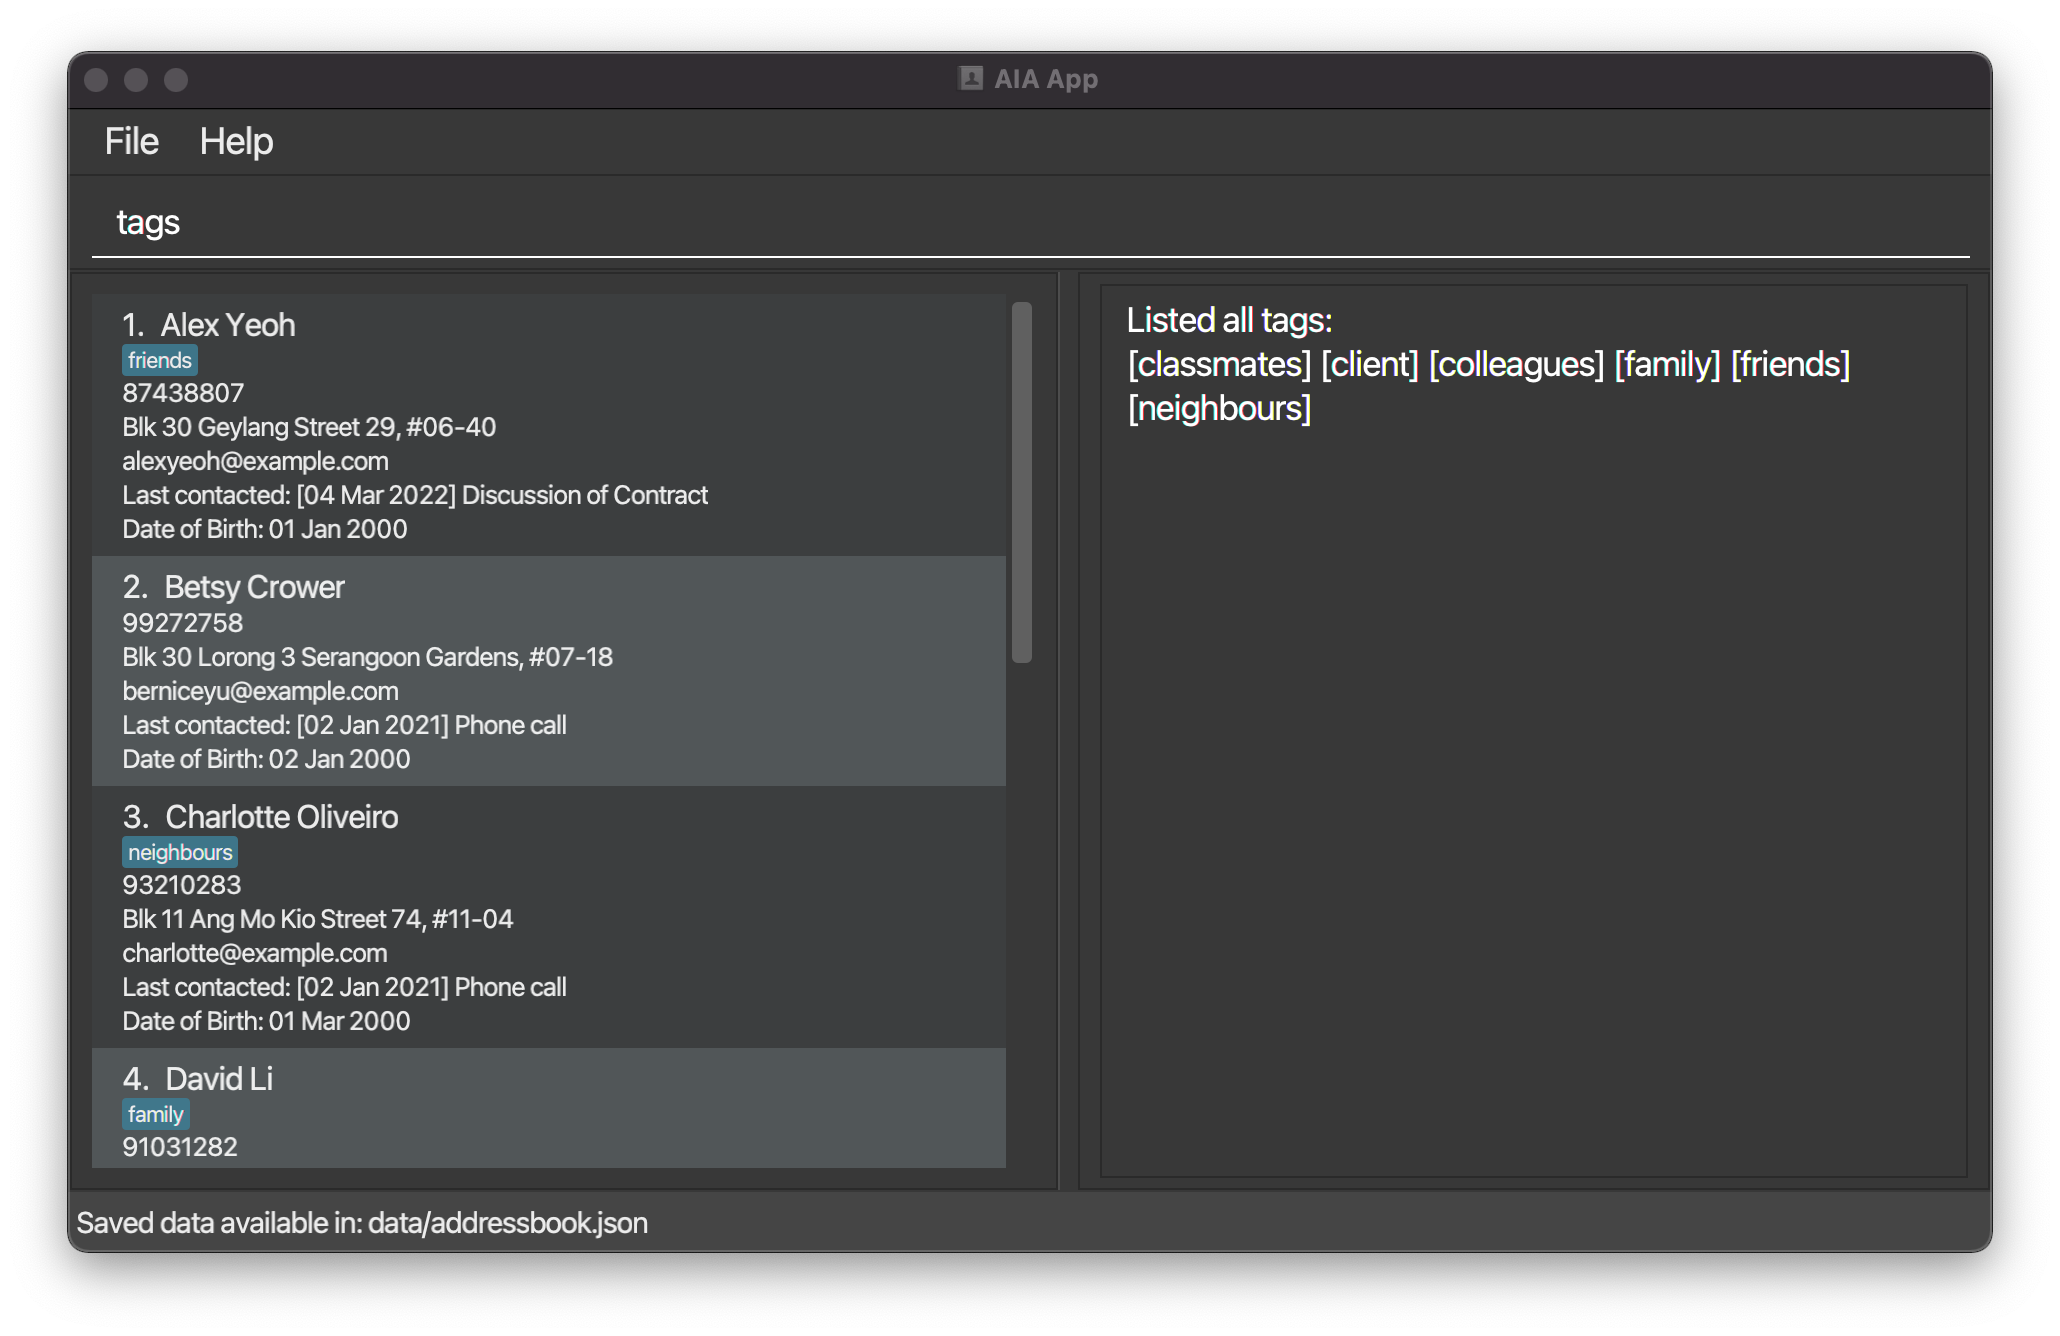 AIA App
File Help
tags
1. Alex Yeoh
friends
87438807
Blk 30 Geylang Street 29, #06-40
alexyeoh@example.com
Last contacted: [04 Mar 2022] Discussion of Contract
Date of Birth: 01 Jan 2000
2. Betsy Crower
99272758
Blk 30 Lorong 3 Serangoon Gardens, #07-18
berniceyu@example.com
Last contacted: [02 Jan 2021] Phone call
Date of Birth: 02 Jan 2000
3. Charlotte Oliveiro
neighbours
93210283
Blk 11 Ang Mo Kio Street 74, #11-04
charlotte@example.com
Last contacted: [02 Jan 2021] Phone call
Date of Birth: 01 Mar 2000
4. David Li
family
91031282
Listed all tags:
[classmates] [client] [colleagues] [family] [friends]
[neighbours]
Saved data available in: data/addressbook.json